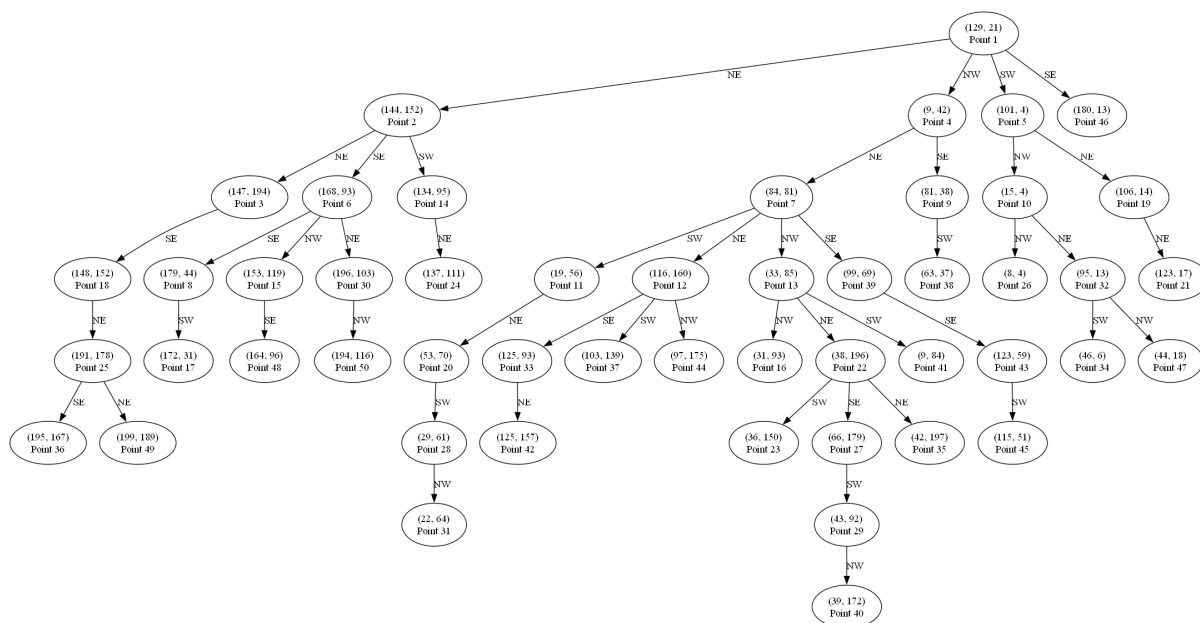 (129, 21)
Point 1
NE
NW
SW
SE
(144, 152)
Point 2
(9, 42)
Point 4
(101, 4)
Point 5
(180, 13)
Point 46
NE
SE
SW
NE
SE
NW
NE
(147, 194)
Point 3
(168, 93)
Point 6
(134, 95)
Point 14
(84, 81)
Point 7
(81, 38)
Point 9
(15, 4)
Point 10
(106, 14)
Point 19
SE
SE
NW
NE
NE
SW
NE
NW
SE
SW
NW
NE
NE
(148, 152)
Point 18
(179, 44)
Point 8
(153, 119)
Point 15
(196, 103)
Point 30
(137, 111)
Point 24
(19, 56)
Point 11
(116, 160)
Point 12
(33, 85)
Point 13
(99, 69)
Point 39
(63, 37)
Point 38
(8, 4)
Point 26
(95, 13)
Point 32
(123, 17)
Point 21
NE
SW
SE
NW
NE
SE
SW
NW
NW
NE
SW
SE
SW
NW
(191, 178)
Point 25
(172, 31)
Point 17
(164, 96)
Point 48
(194, 116)
Point 50
(53, 70)
Point 20
(125, 93)
Point 33
(103, 139)
Point 37
(97, 175)
Point 44
(31, 93)
Point 16
(38, 196)
Point 22
(9, 84)
Point 41
(123, 59)
Point 43
(46, 6)
Point 34
(44, 18)
Point 47
SE
NE
SW
NE
SW
SE
NE
SW
(195, 167)
Point 36
(199, 189)
Point 49
(29, 61)
Point 28
(125, 157)
Point 42
(36, 150)
Point 23
(66, 179)
Point 27
(42, 197)
Point 35
(115, 51)
Point 45
NW
SW
(22, 64)
Point 31
(43, 92)
Point 29
NW
(39, 172)
Point 40